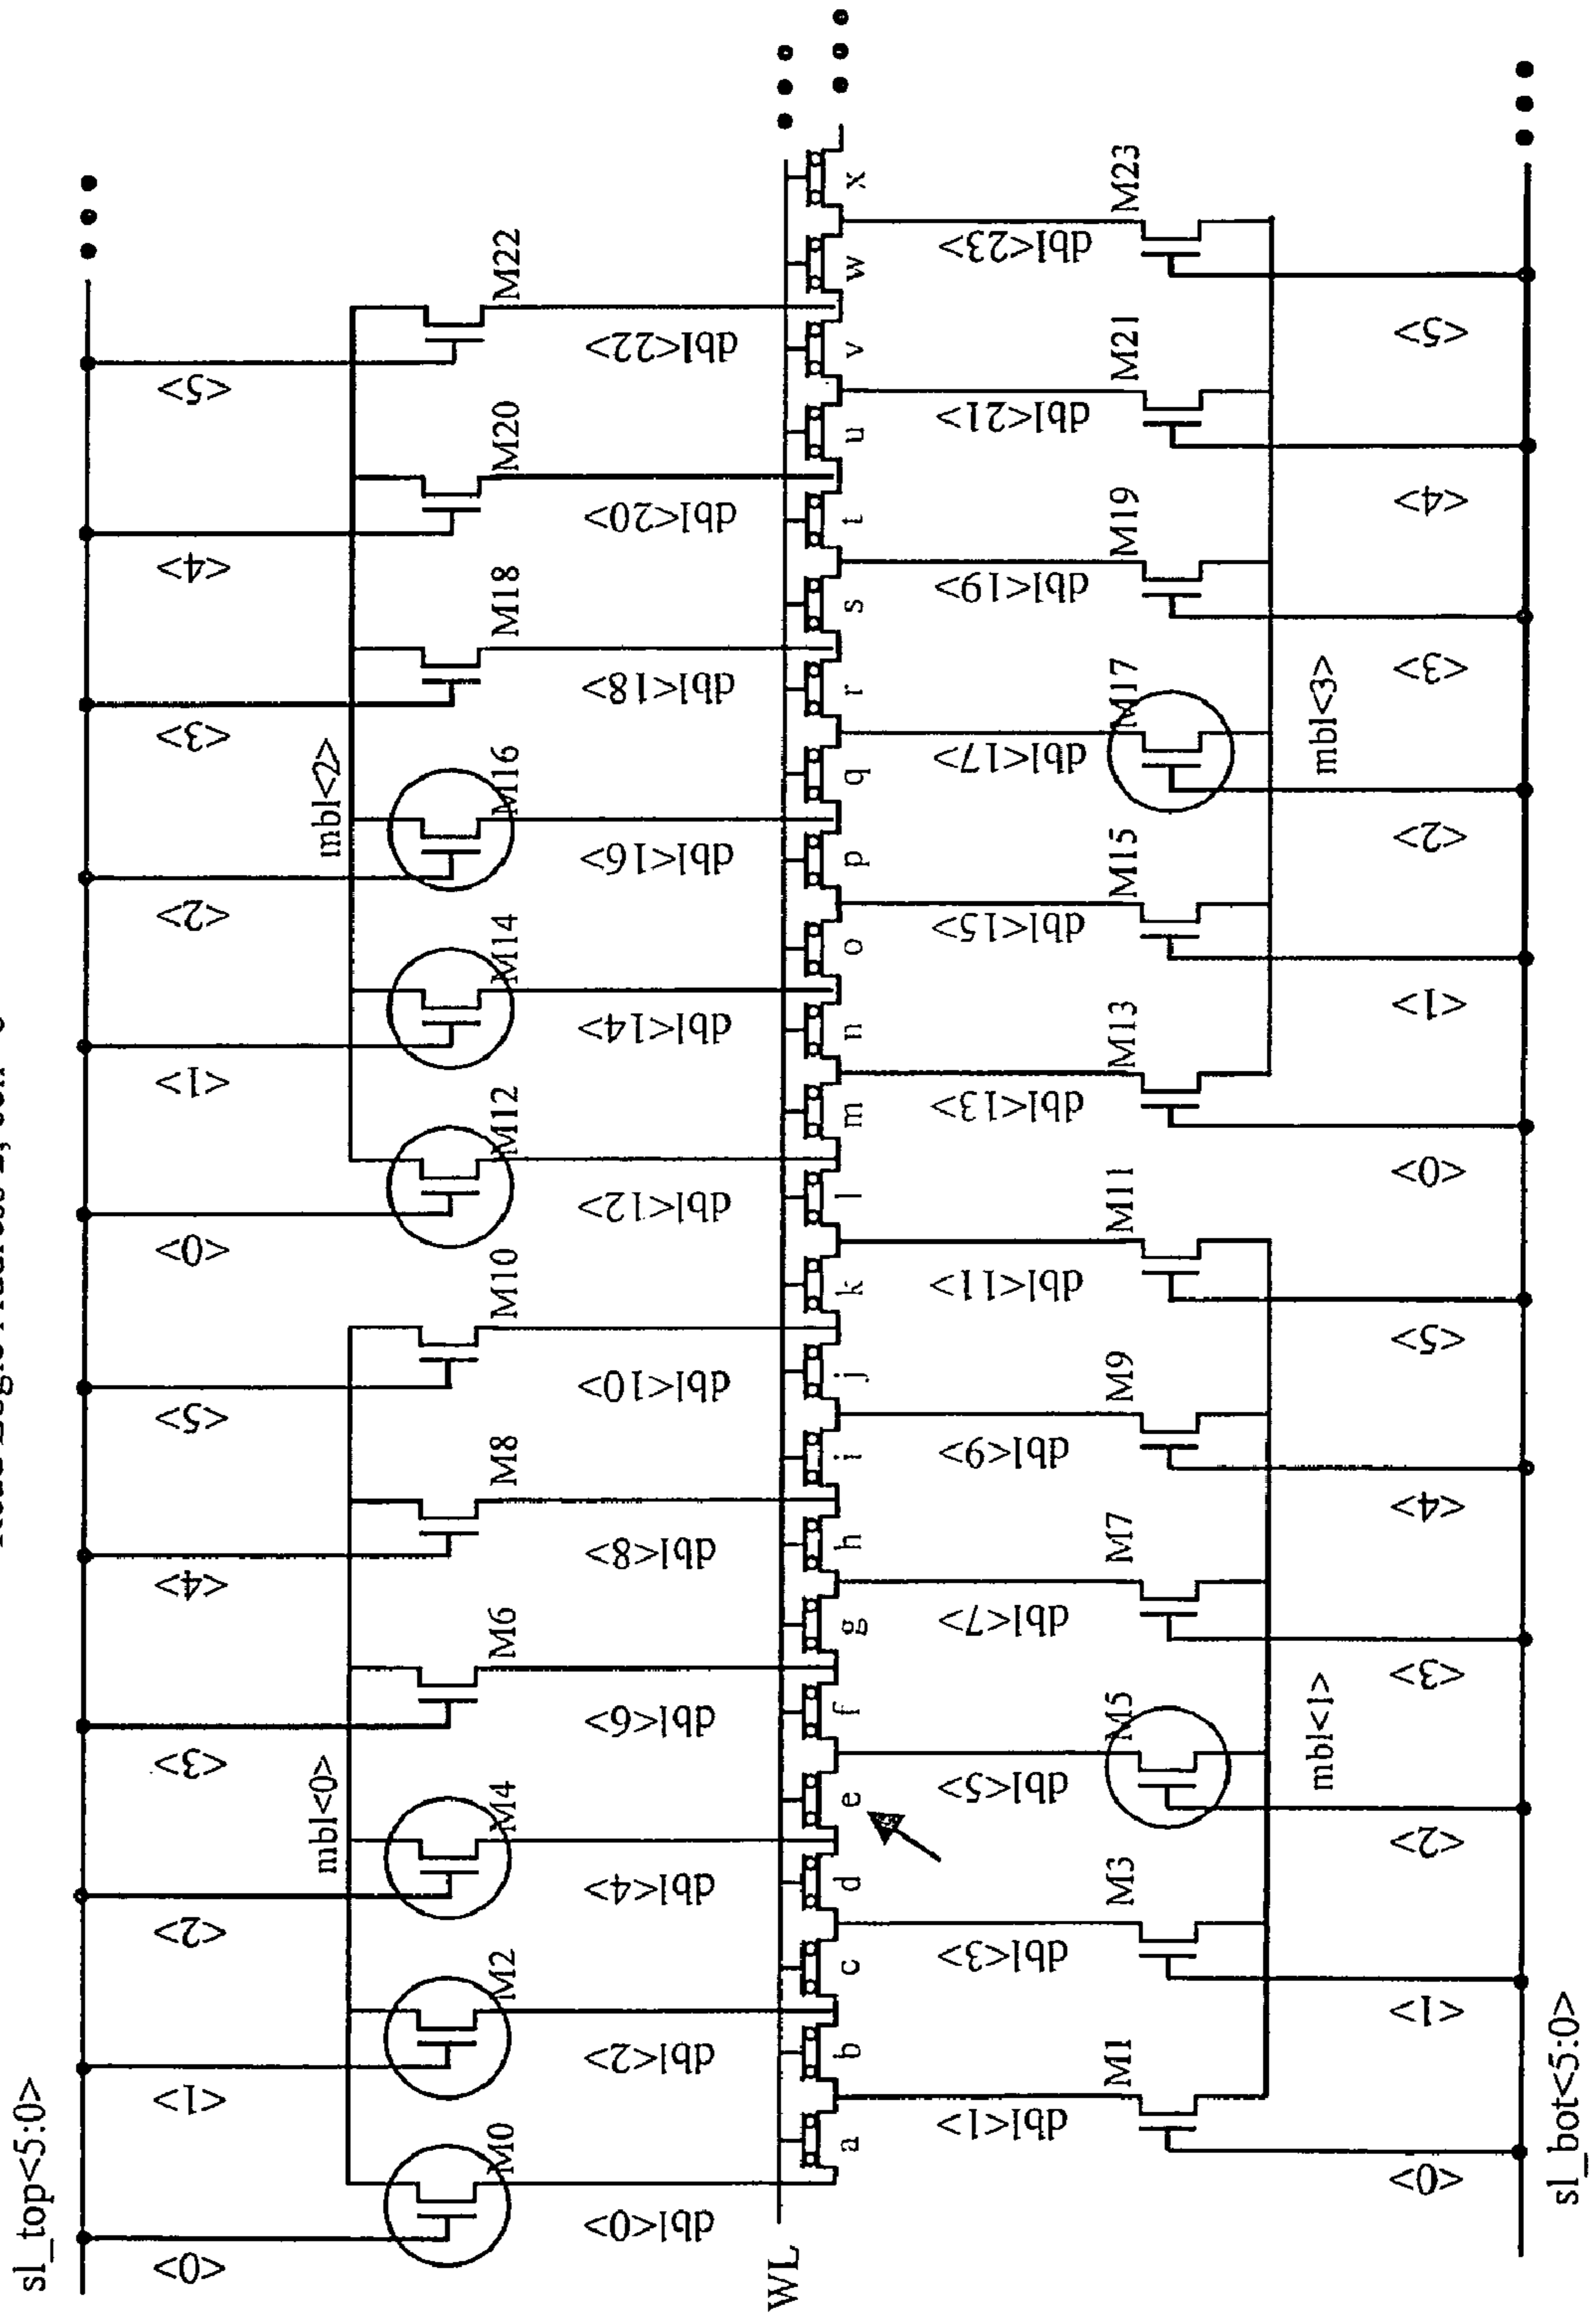 sl_top<5:0>
<0> <1> <2> <3> <4> <5> <0> <1> <2> <3> <4> <5>
mbl<0> mbl<2>
M0 M2 M4 M6 M8 M10 M12 M14 M16 M18 M20 M22
dbl<0> dbl<2> dbl<4> dbl<6> dbl<8> dbl<10> dbl<12> dbl<14> dbl<16> dbl<18> dbl<20> dbl<22>
WL
a b c d e f g h i j k l m n o p q r s t u v w x
dbl<1> dbl<3> dbl<5> dbl<7> dbl<9> dbl<11> dbl<13> dbl<15> dbl<17> dbl<19> dbl<21> dbl<23>
M1 M3 M5 M7 M9 M11 M13 M15 M17 M19 M21 M23
mbl<1> mbl<3>
<0> <1> <2> <3> <4> <5> <0> <1> <2> <3> <4> <5>
sl_bot<5:0>